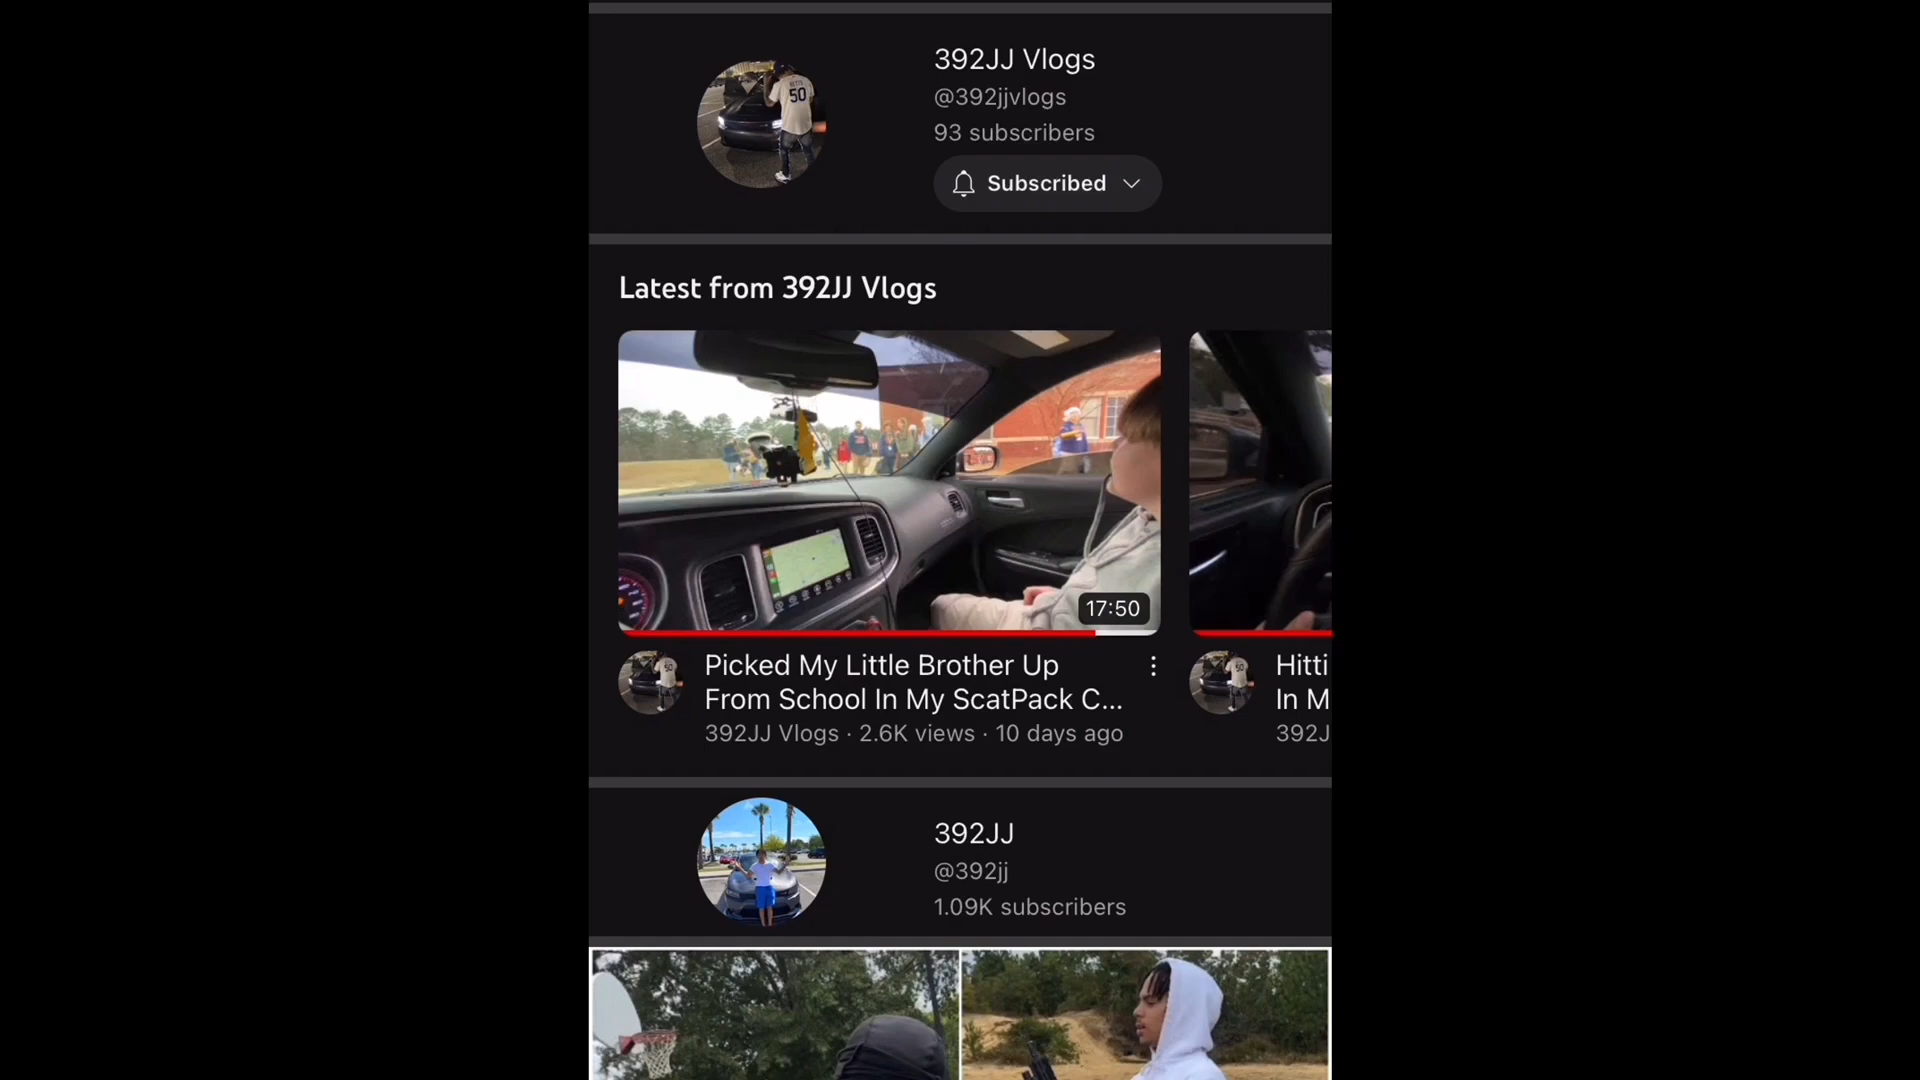 392JJ Vlogs
@392jjvlogs
93 subscribers
Subscribed
Latest from 392JJ Vlogs
17:50
Picked My Little Brother Up
From School In My ScatPack C...
392JJ Vlogs · 2.6K views · 10 days ago
Hitti
In M
392J
392JJ
@392jj
1.09K subscribers
50